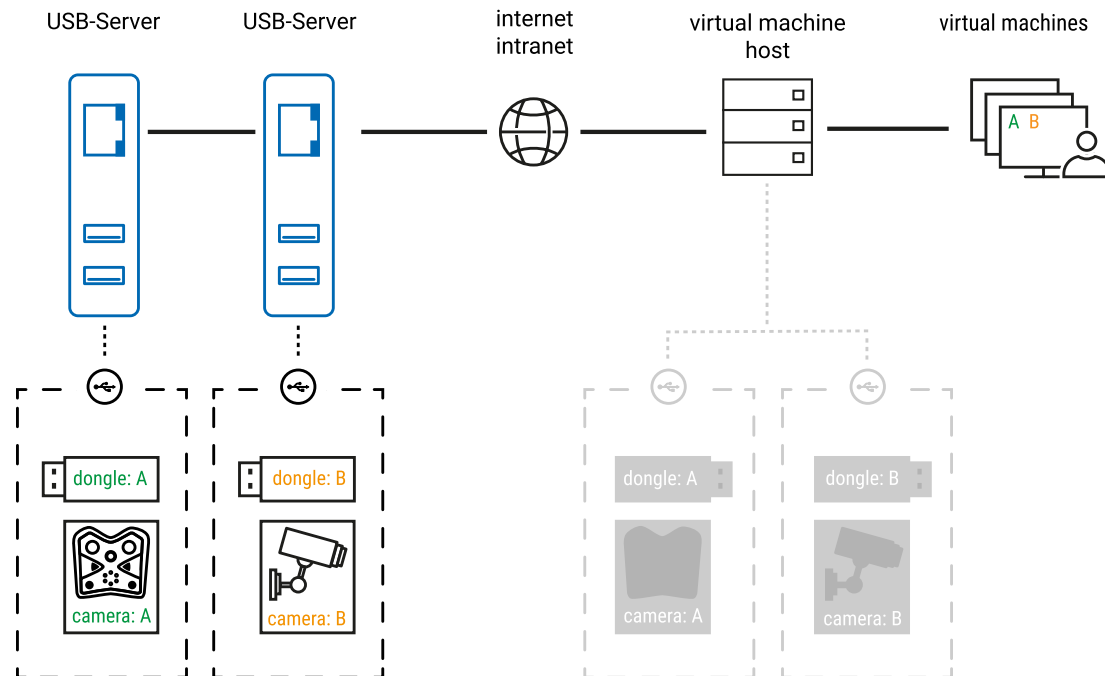 USB-Server
USB-Server
internet
intranet
virtual machine
host
virtual machines
A B
dongle: A
dongle: B
dongle: A
dongle: B
camera: A
camera: B
camera: A
camera: B